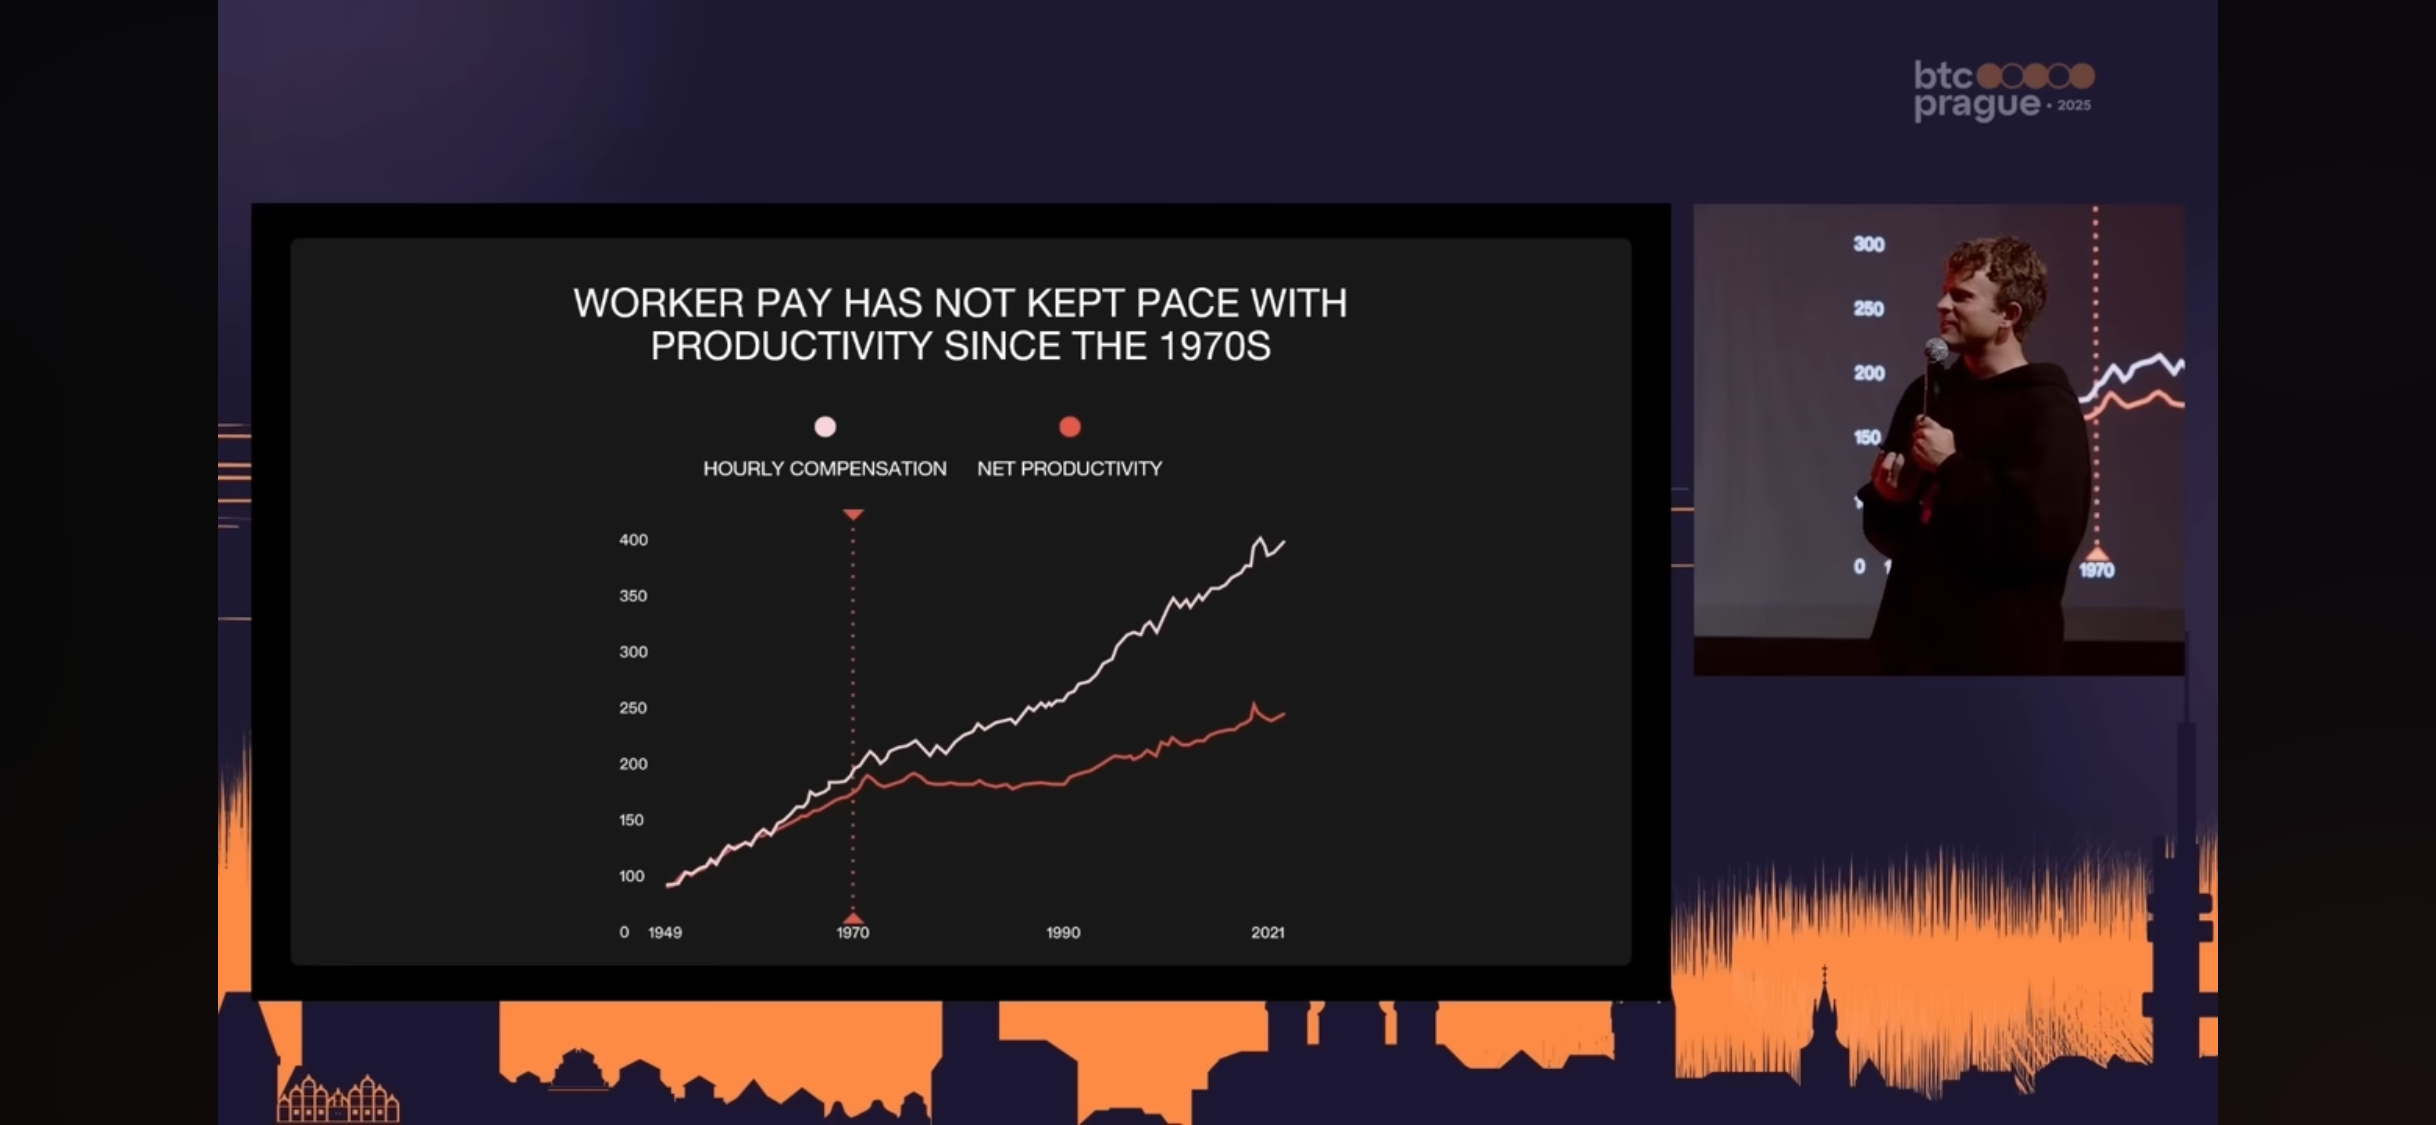 btc
prague • 2025
WORKER PAY HAS NOT KEPT PACE WITH
PRODUCTIVITY SINCE THE 1970S
HOURLY COMPENSATION NET PRODUCTIVITY
400
350
300
250
200
150
100
0 1949 1970 1990 2021
300
250
200
150
0
1970